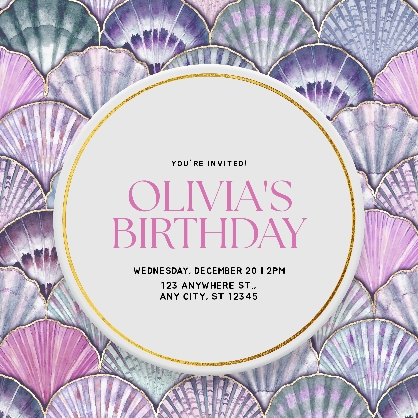 YOU'RE INVITED!
OLIVIA'S
BIRTHDAY
WEDNESDAY, DECEMBER 20 | 2PM
123 ANYWHERE ST.,
ANY CITY, ST 12345